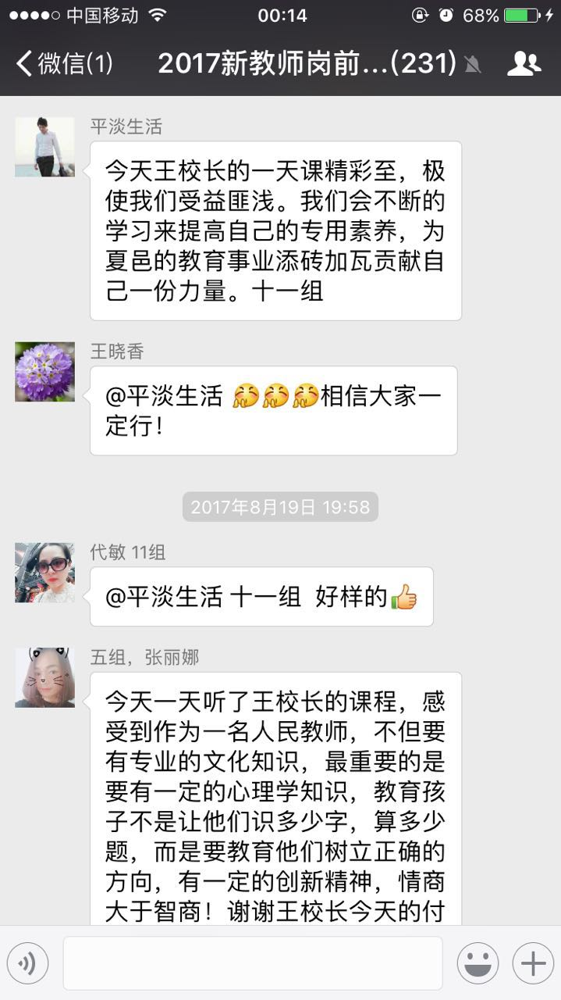 中国移动 00:14 68%
微信(1) 2017新教师岗前...(231)
平淡生活
今天王校长的一天课精彩至，极
使我们受益匪浅。我们会不断的
学习来提高自己的专用素养，为
夏邑的教育事业添砖加瓦贡献自
己一份力量。十一组
王晓香
@平淡生活 相信大家一
定行！
2017年8月19日 19:58
代敏 11组
@平淡生活 十一组 好样的
五组，张丽娜
今天一天听了王校长的课程，感
受到作为一名人民教师，不但要
有专业的文化知识，最重要的是
要有一定的心理学知识，教育孩
子不是让他们识多少字，算多少
题，而是要教育他们树立正确的
方向，有一定的创新精神，情商
大于智商！谢谢王校长今天的付